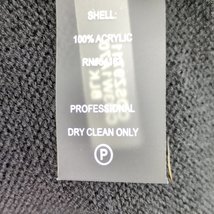 SHELL:
100% ACRYLIC
PROFESSIONAL
DRY CLEAN ONLY
P